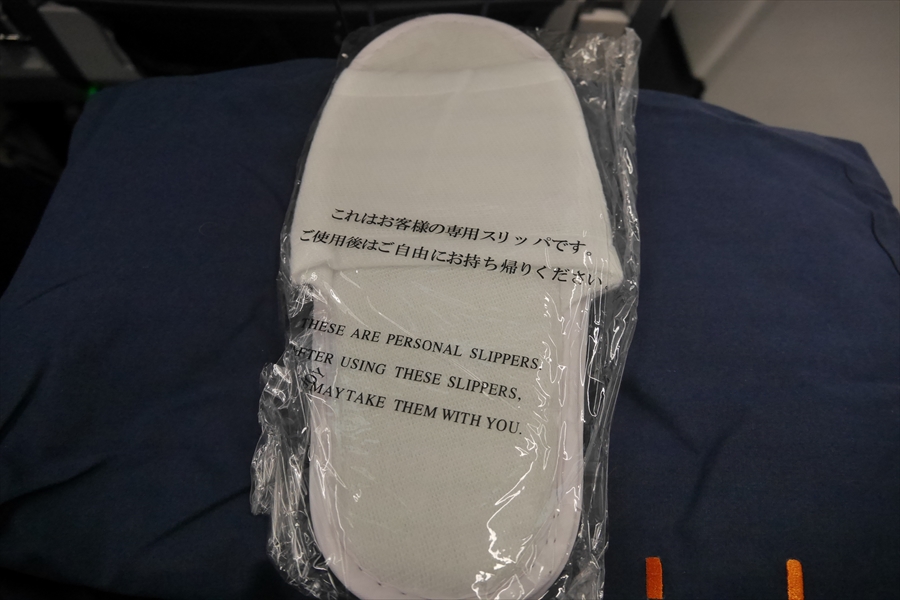 これはお客様の専用スリッパです。
ご使用後はご自由にお持ち帰りください
THESE ARE PERSONAL SLIPPERS.
AFTER USING THESE SLIPPERS,
MAY TAKE THEM WITH YOU.